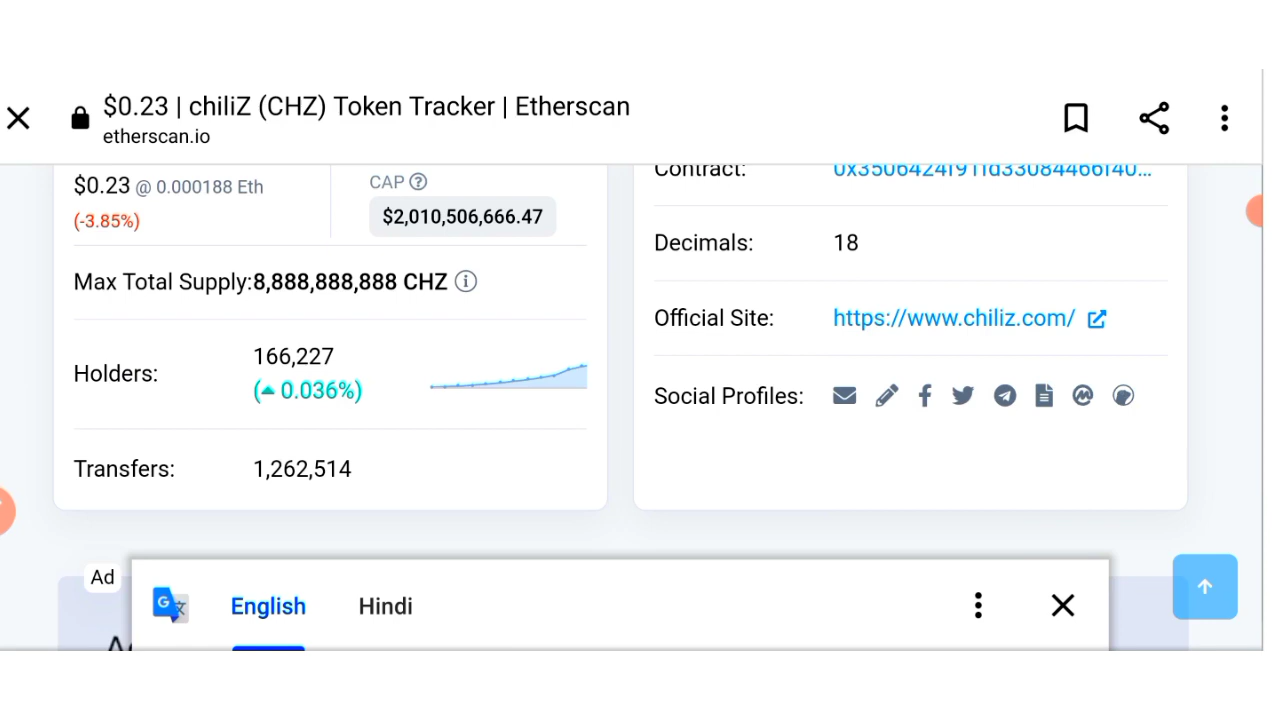 $0.23 | chiliZ (CHZ) Token Tracker | Etherscan
etherscan.io
$0.23 @ 0.000188 Eth
(-3.85%)
CAP
$2,010,506,666.47
Max Total Supply:8,888,888,888 CHZ
Holders:
166,227
(0.036%)
Transfers:
1,262,514
Contract:
Decimals:
18
Official Site:
https://www.chiliz.com/
Social Profiles:
Ad
English
Hindi